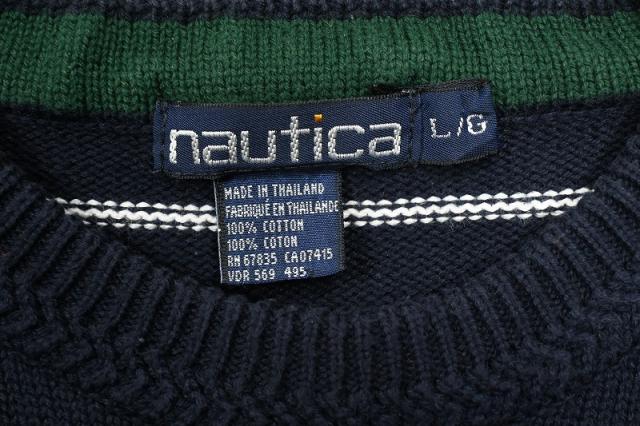 nautica
L/G
MADE IN THAILAND
FABRIQUÉ EN THAILANDE
100% COTTON
100% COTON
RN 67835 CA07415
VDR 569 495